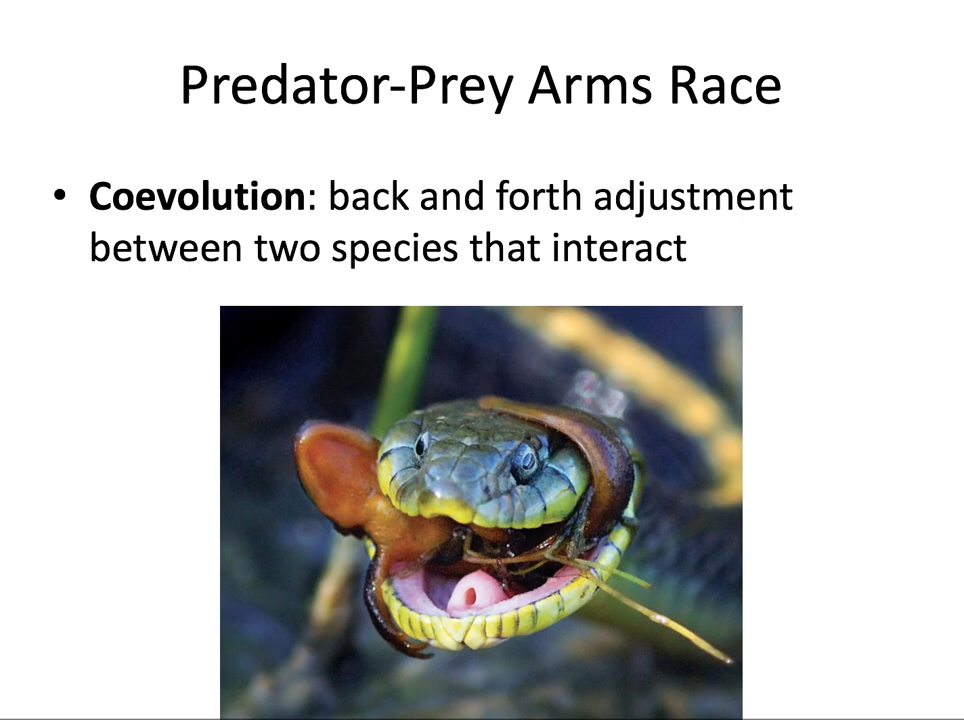 Predator-Prey Arms Race
• Coevolution: back and forth adjustment
between two species that interact